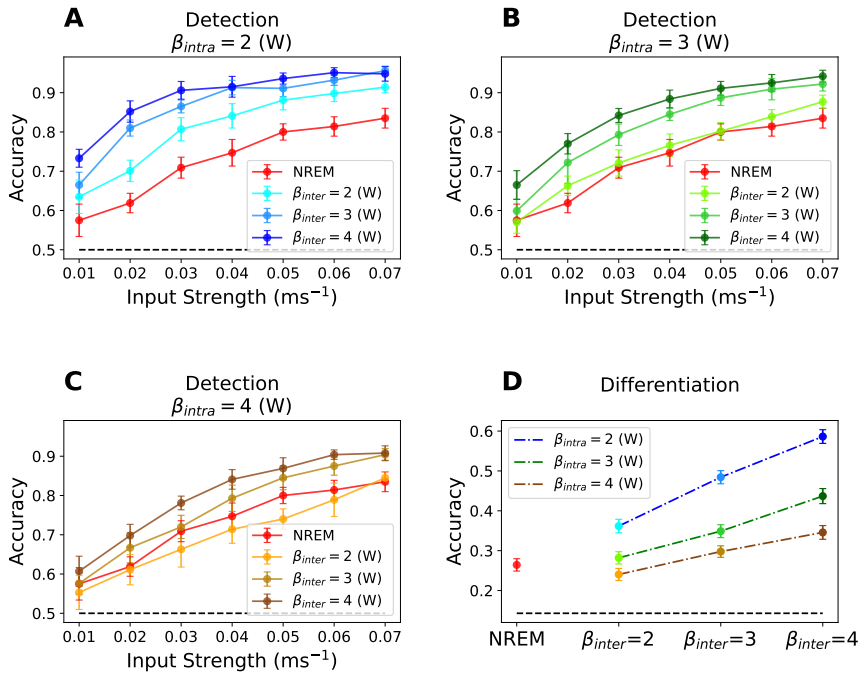 A
Detection
β_intra = 2 (W)
Accuracy
0.9
0.8
0.7
0.6
0.5
NREM
β_inter = 2 (W)
β_inter = 3 (W)
β_inter = 4 (W)
0.01 0.02 0.03 0.04 0.05 0.06 0.07
Input Strength (ms⁻¹)
B
Detection
β_intra = 3 (W)
Accuracy
0.9
0.8
0.7
0.6
0.5
NREM
β_inter = 2 (W)
β_inter = 3 (W)
β_inter = 4 (W)
0.01 0.02 0.03 0.04 0.05 0.06 0.07
Input Strength (ms⁻¹)
C
Detection
β_intra = 4 (W)
Accuracy
0.9
0.8
0.7
0.6
0.5
NREM
β_inter = 2 (W)
β_inter = 3 (W)
β_inter = 4 (W)
0.01 0.02 0.03 0.04 0.05 0.06 0.07
Input Strength (ms⁻¹)
D
Differentiation
Accuracy
0.6
0.5
0.4
0.3
0.2
β_intra = 2 (W)
β_intra = 3 (W)
β_intra = 4 (W)
NREM β_inter=2 β_inter=3 β_inter=4